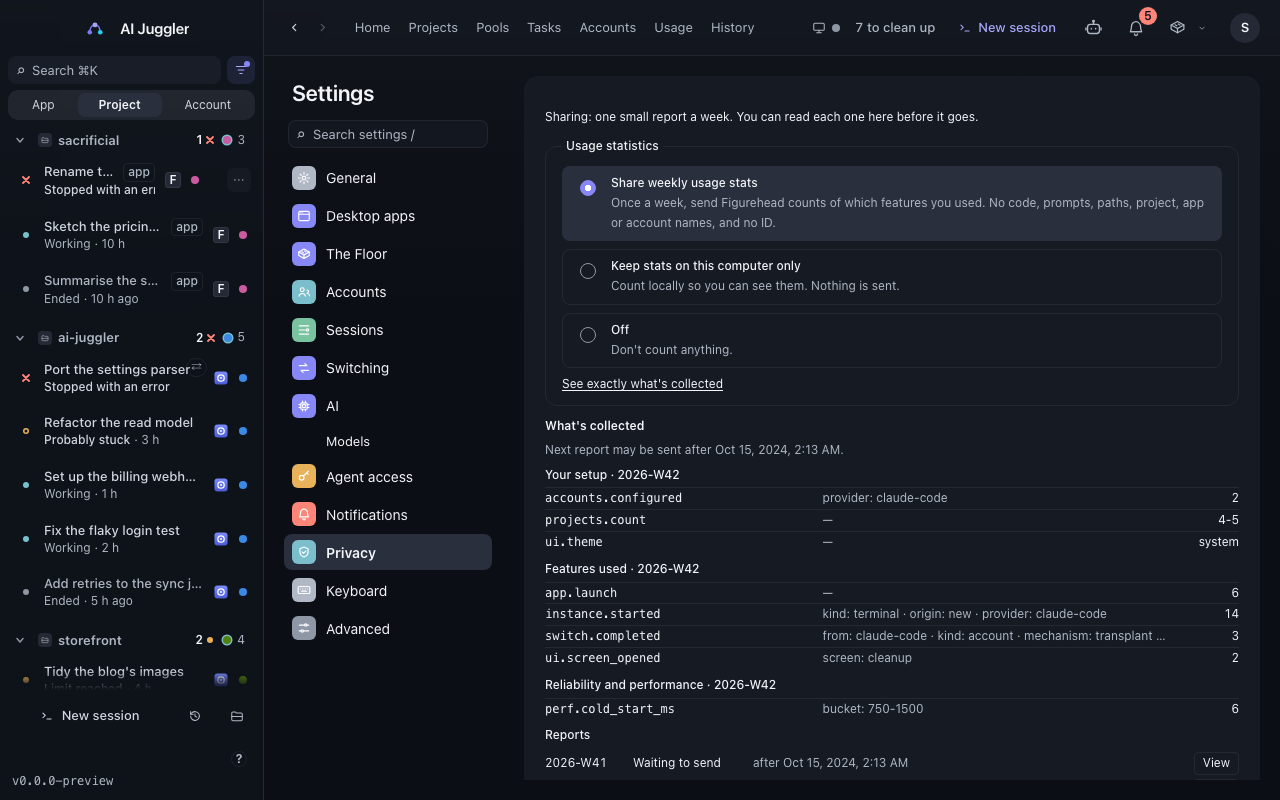 AI Juggler
Search ⌘K
App Project Account
sacrificial 1 3
Rename t... app
Stopped with an err
F
Sketch the pricin... app
Working · 10 h
F
Summarise the s... app
Ended · 10 h ago
F
ai-juggler 2 5
Port the settings parser
Stopped with an error
Refactor the read model
Probably stuck · 3 h
Set up the billing webh...
Working · 1 h
Fix the flaky login test
Working · 2 h
Add retries to the sync j...
Ended · 5 h ago
storefront 2 4
Tidy the blog's images
Limit reached · 4 h
New session
?
v0.0.0-preview
Home Projects Pools Tasks Accounts Usage History
7 to clean up
New session
5
S
Settings
Search settings /
General
Desktop apps
The Floor
Accounts
Sessions
Switching
AI
Models
Agent access
Notifications
Privacy
Keyboard
Advanced
Sharing: one small report a week. You can read each one here before it goes.
Usage statistics
Share weekly usage stats
Once a week, send Figurehead counts of which features you used. No code, prompts, paths, project, app
or account names, and no ID.
Keep stats on this computer only
Count locally so you can see them. Nothing is sent.
Off
Don't count anything.
See exactly what's collected
What's collected
Next report may be sent after Oct 15, 2024, 2:13 AM.
Your setup · 2026-W42
accounts.configured provider: claude-code 2
projects.count — 4-5
ui.theme — system
Features used · 2026-W42
app.launch — 6
instance.started kind: terminal · origin: new · provider: claude-code 14
switch.completed from: claude-code · kind: account · mechanism: transplant ... 3
ui.screen_opened screen: cleanup 2
Reliability and performance · 2026-W42
perf.cold_start_ms bucket: 750-1500 6
Reports
2026-W41 Waiting to send after Oct 15, 2024, 2:13 AM View